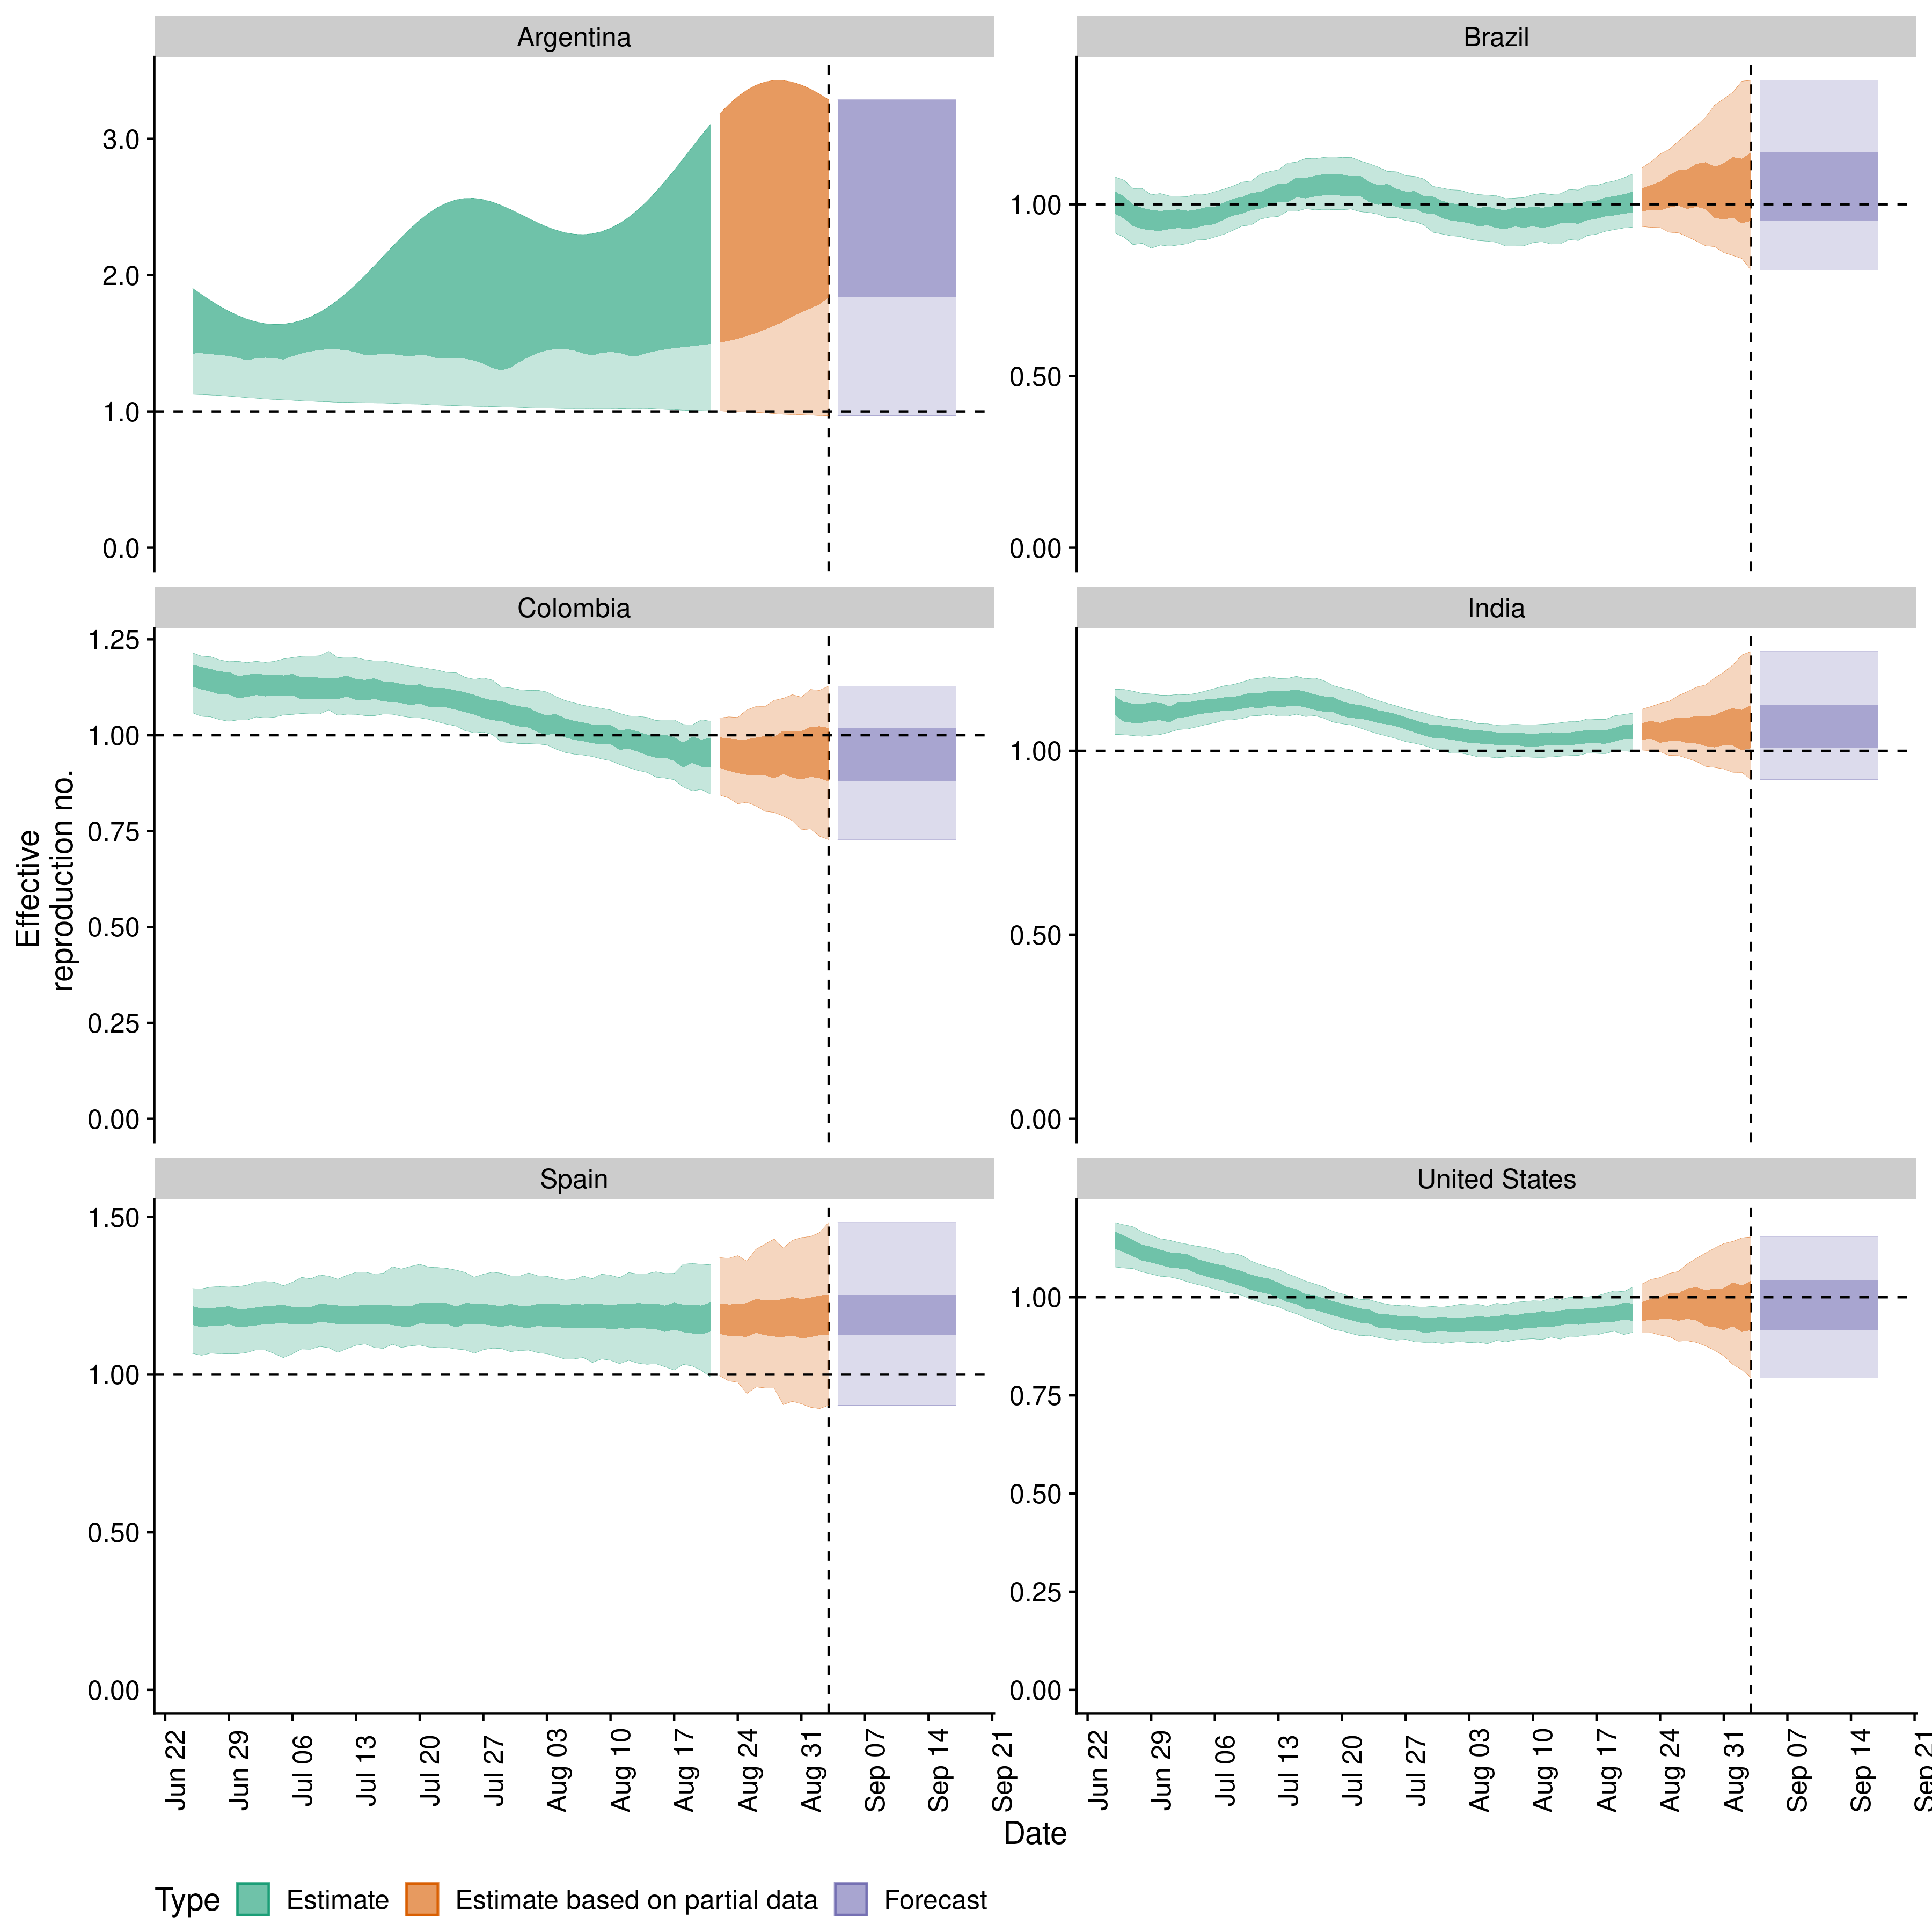 Argentina
Brazil
3.0
2.0
1.0
0.0
1.00
0.50
0.00
Colombia
India
1.25
1.00
0.75
0.50
0.25
0.00
1.00
0.50
0.00
Effective
reproduction no.
Spain
United States
1.50
1.00
0.50
0.00
1.00
0.75
0.50
0.25
0.00
Jun 22
Jun 29
Jul 06
Jul 13
Jul 20
Jul 27
Aug 03
Aug 10
Aug 17
Aug 24
Aug 31
Sep 07
Sep 14
Sep 21
Jun 22
Jun 29
Jul 06
Jul 13
Jul 20
Jul 27
Aug 03
Aug 10
Aug 17
Aug 24
Aug 31
Sep 07
Sep 14
Sep 21
Date
Type Estimate Estimate based on partial data Forecast